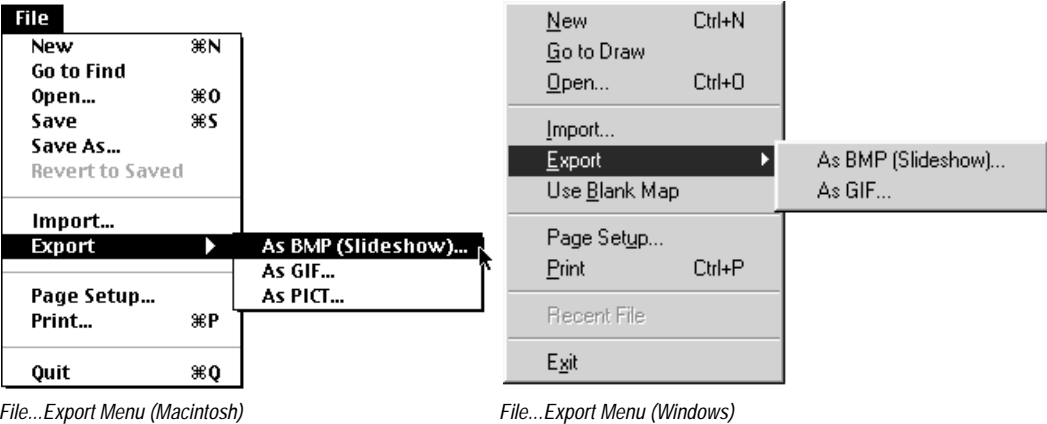 File
New ⌘N
Go to Find
Open... ⌘O
Save ⌘S
Save As...
Revert to Saved
Import...
Export
As BMP (Slideshow)...
As GIF...
As PICT...
Page Setup...
Print... ⌘P
Quit ⌘Q
File...Export Menu (Macintosh)
New Ctrl+N
Go to Draw
Open... Ctrl+O
Import...
Export
As BMP (Slideshow)...
As GIF...
Use Blank Map
Page Setup...
Print Ctrl+P
Recent File
Exit
File...Export Menu (Windows)